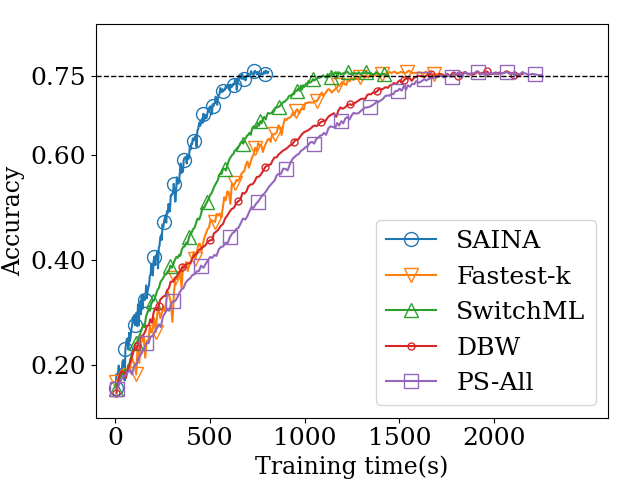 Accuracy
0.75
0.60
0.40
0.20
0
500
1000
1500
2000
Training time(s)
SAINA
Fastest-k
SwitchML
DBW
PS-All